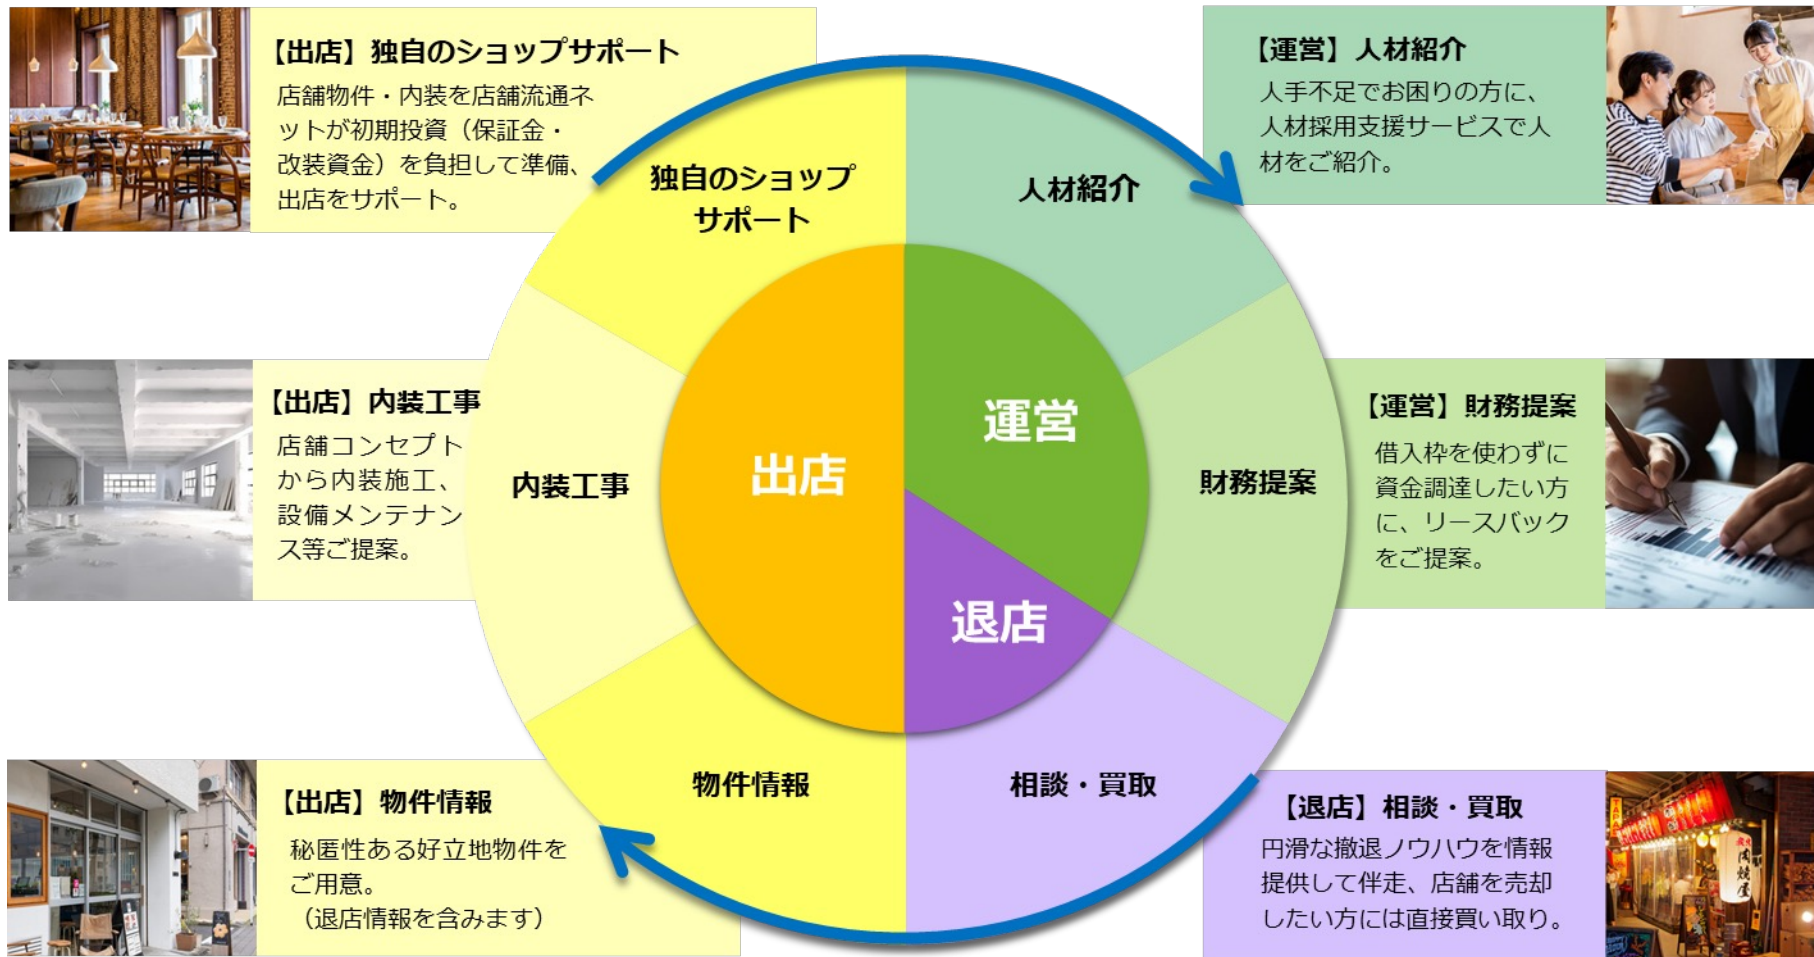 【出店】独自のショップサポート
店舗物件・内装を店舗流通ネ
ットが初期投資（保証金・
改装資金）を負担して準備、
出店をサポート。
【運営】人材紹介
人手不足でお困りの方に、
人材採用支援サービスで人
材をご紹介。
独自のショップ
サポート
人材紹介
【出店】内装工事
店舗コンセプト
から内装施工、
設備メンテナン
ス等ご提案。
内装工事
出店
運営
退店
財務提案
【運営】財務提案
借入枠を使わずに
資金調達したい方
に、リースバック
をご提案。
【出店】物件情報
秘匿性ある好立地物件を
ご用意。
（退店情報を含みます）
物件情報
相談・買取
【退店】相談・買取
円滑な撤退ノウハウを情報
提供して伴走、店舗を売却
したい方には直接買い取り。